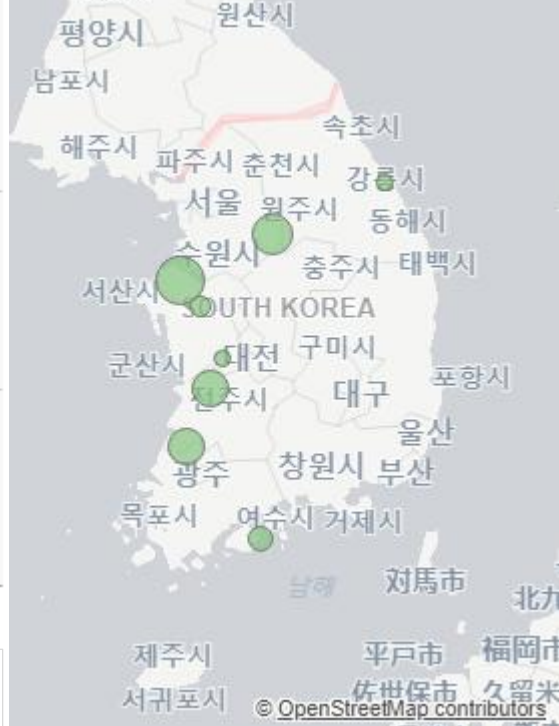 원산시
평양시
남포시
속초시
해주시
파주시 춘천시
강릉시
서울 원주시
동해시
수원시
충주시 태백시
서산시
SOUTH KOREA
군산시 대전 구미시
포항시
전주시 대구
울산
광주 창원시 부산
목포시 여수시 거제시
남해
対馬市
北九
제주시 平戸市 福岡市
서귀포시 佐世保市 久留米
© OpenStreetMap contributors